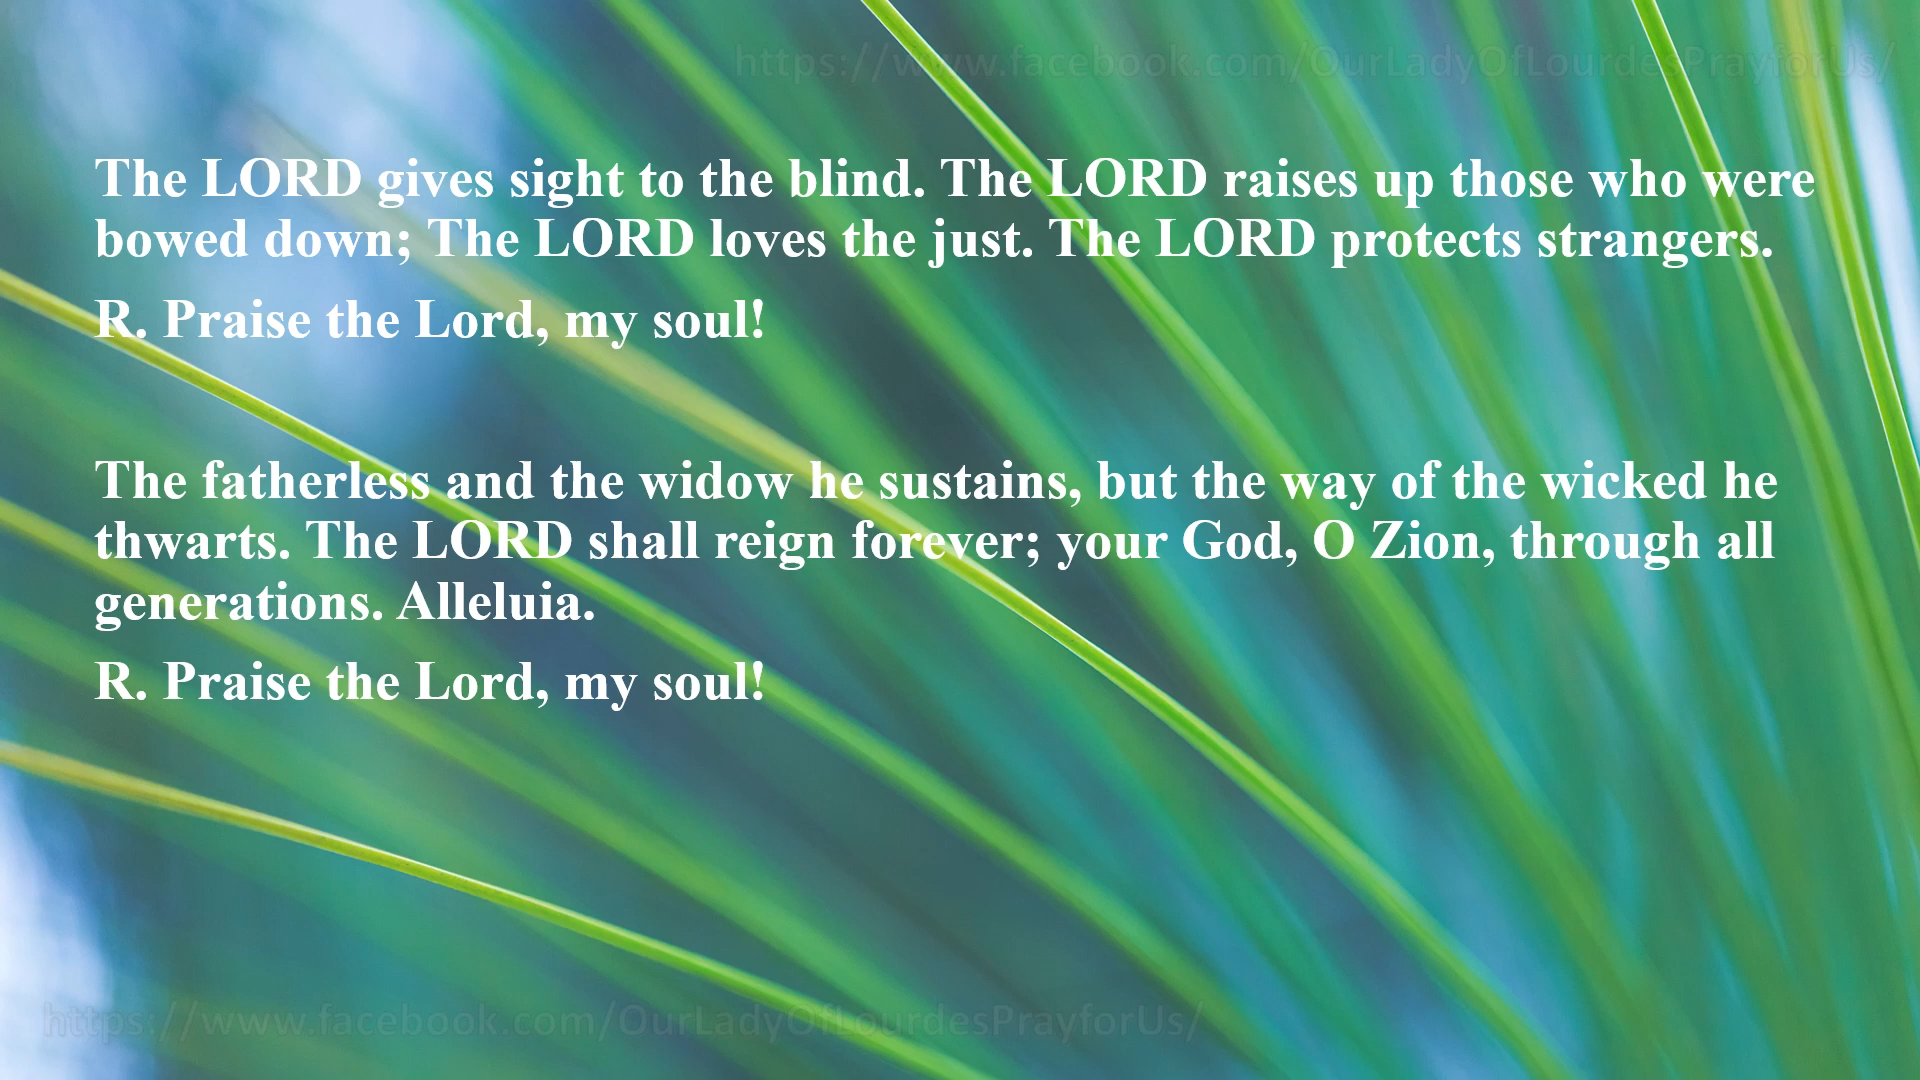 https://www.facebook.com/OurLadyOfLourdesPrayforUs/
The LORD gives sight to the blind. The LORD raises up those who were
bowed down; The LORD loves the just. The LORD protects strangers.
R. Praise the Lord, my soul!
The fatherless and the widow he sustains, but the way of the wicked he
thwarts. The LORD shall reign forever; your God, O Zion, through all
generations. Alleluia.
R. Praise the Lord, my soul!
https://www.facebook.com/OurLadyOfLourdesPrayforUs/